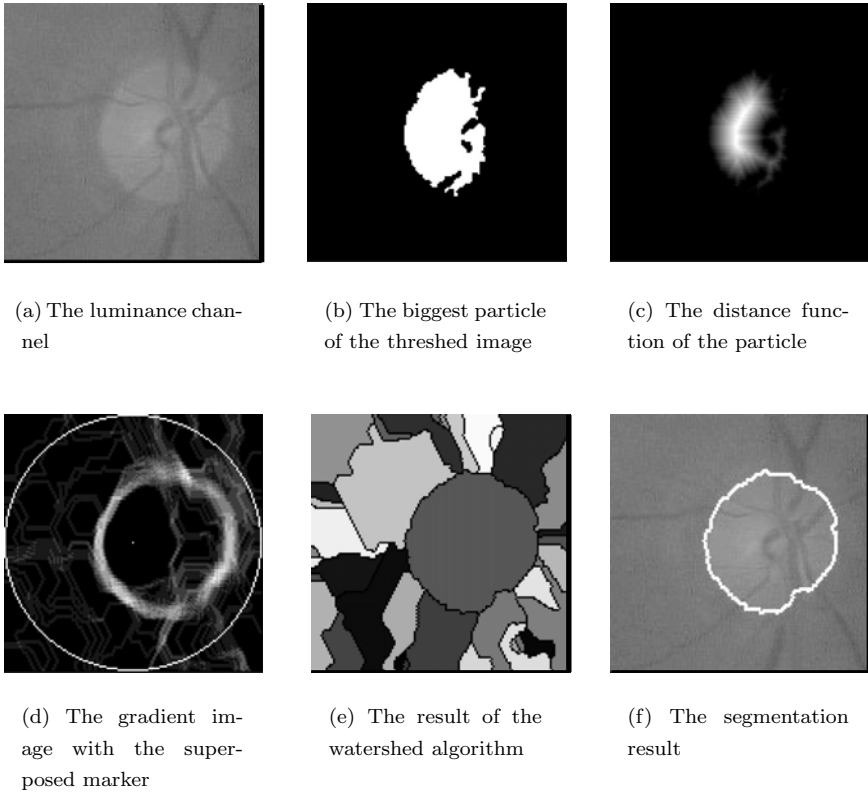 (a) The luminance chan-
nel
(b) The biggest particle
of the threshed image
(c) The distance func-
tion of the particle
(d) The gradient im-
age with the super-
posed marker
(e) The result of the
watershed algorithm
(f) The segmentation
result